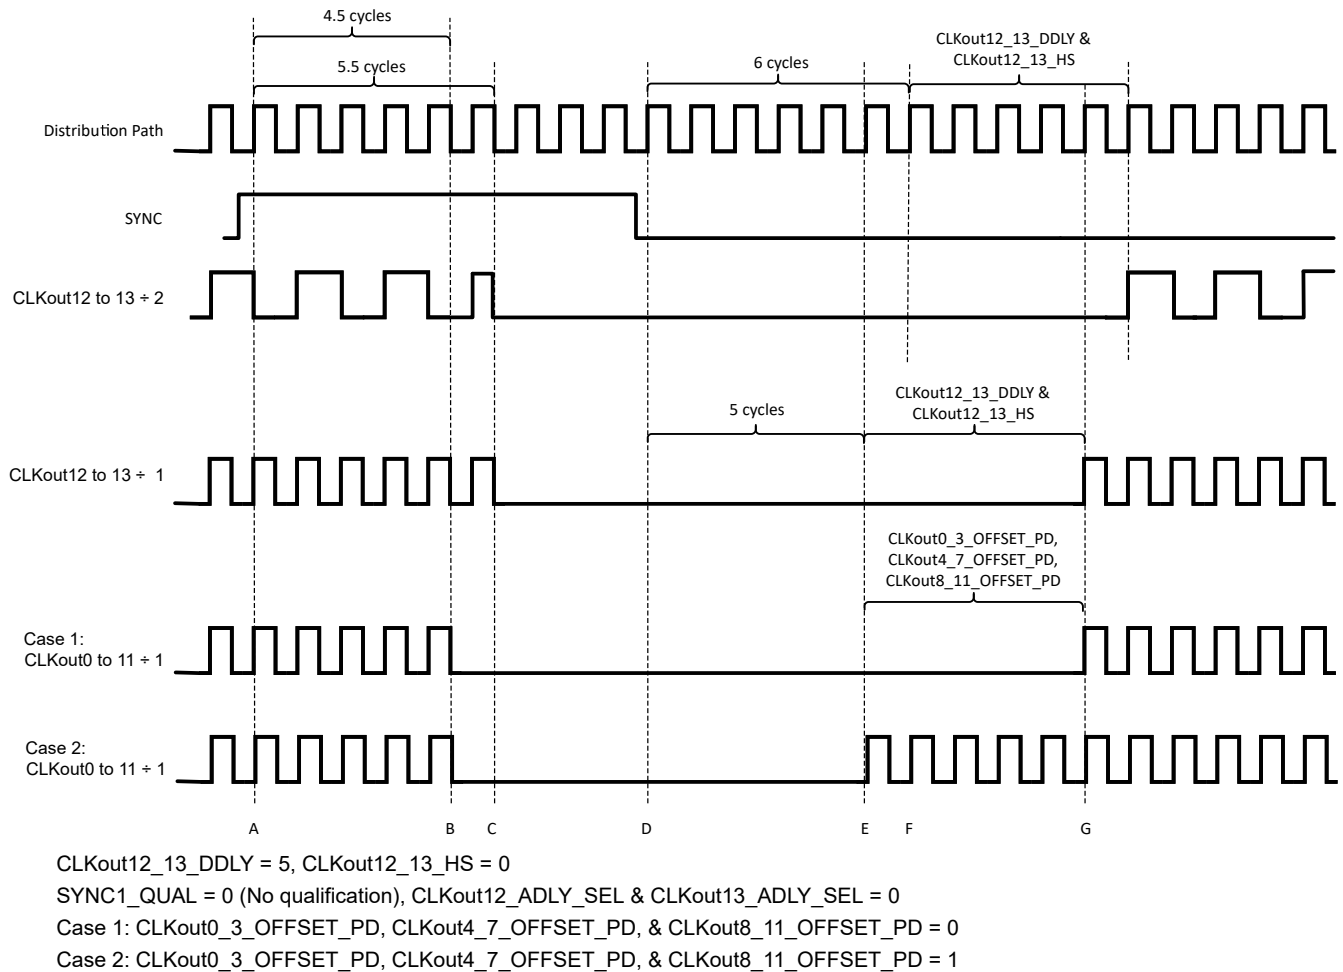 4.5 cycles
5.5 cycles
6 cycles
CLKout12_13_DDLY &
CLKout12_13_HS
Distribution Path
SYNC
CLKout12 to 13 ÷ 2
5 cycles
CLKout12_13_DDLY &
CLKout12_13_HS
CLKout12 to 13 ÷ 1
CLKout0_3_OFFSET_PD,
CLKout4_7_OFFSET_PD,
CLKout8_11_OFFSET_PD
Case 1:
CLKout0 to 11 ÷ 1
Case 2:
CLKout0 to 11 ÷ 1
A B C D E F G
CLKout12_13_DDLY = 5, CLKout12_13_HS = 0
SYNC1_QUAL = 0 (No qualification), CLKout12_ADLY_SEL & CLKout13_ADLY_SEL = 0
Case 1: CLKout0_3_OFFSET_PD, CLKout4_7_OFFSET_PD, & CLKout8_11_OFFSET_PD = 0
Case 2: CLKout0_3_OFFSET_PD, CLKout4_7_OFFSET_PD, & CLKout8_11_OFFSET_PD = 1